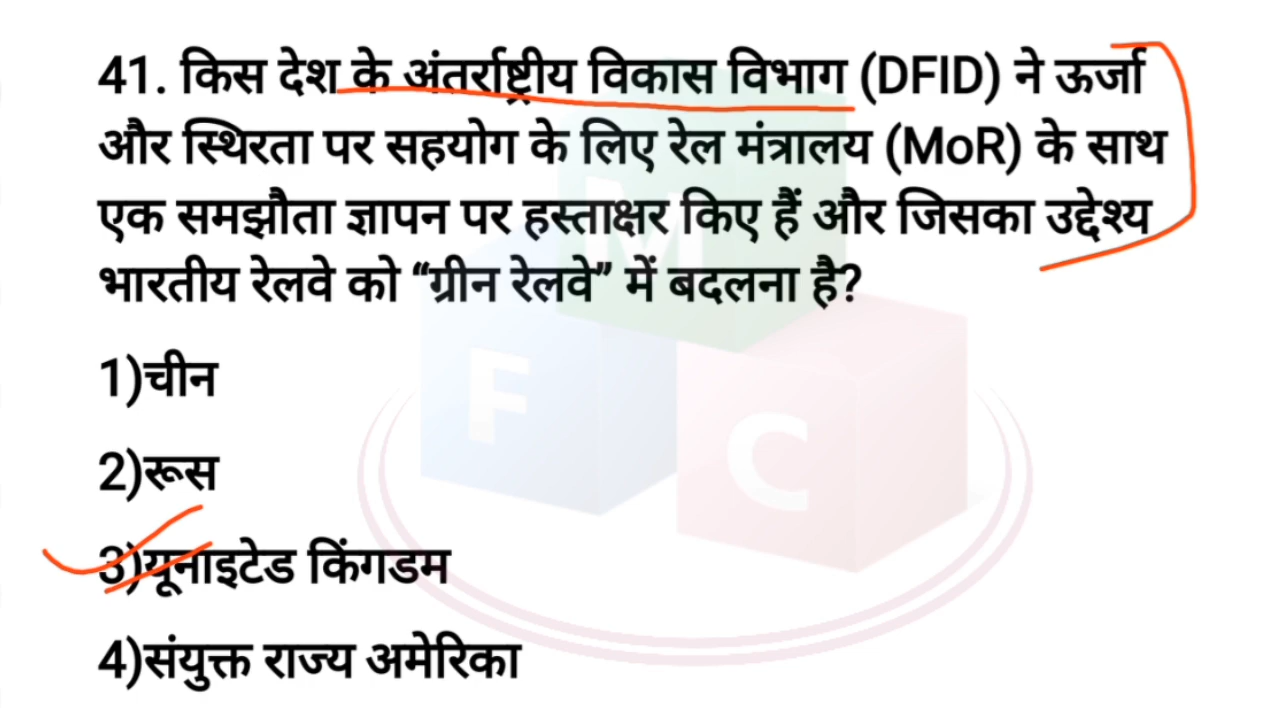 41. किस देश के अंतर्राष्ट्रीय विकास विभाग (DFID) ने ऊर्जा
और स्थिरता पर सहयोग के लिए रेल मंत्रालय (MoR) के साथ
एक समझौता ज्ञापन पर हस्ताक्षर किए हैं और जिसका उद्देश्य
भारतीय रेलवे को “ग्रीन रेलवे” में बदलना है?
1)चीन
2)रूस
3)यूनाइटेड किंगडम
4)संयुक्त राज्य अमेरिका
M
F
C